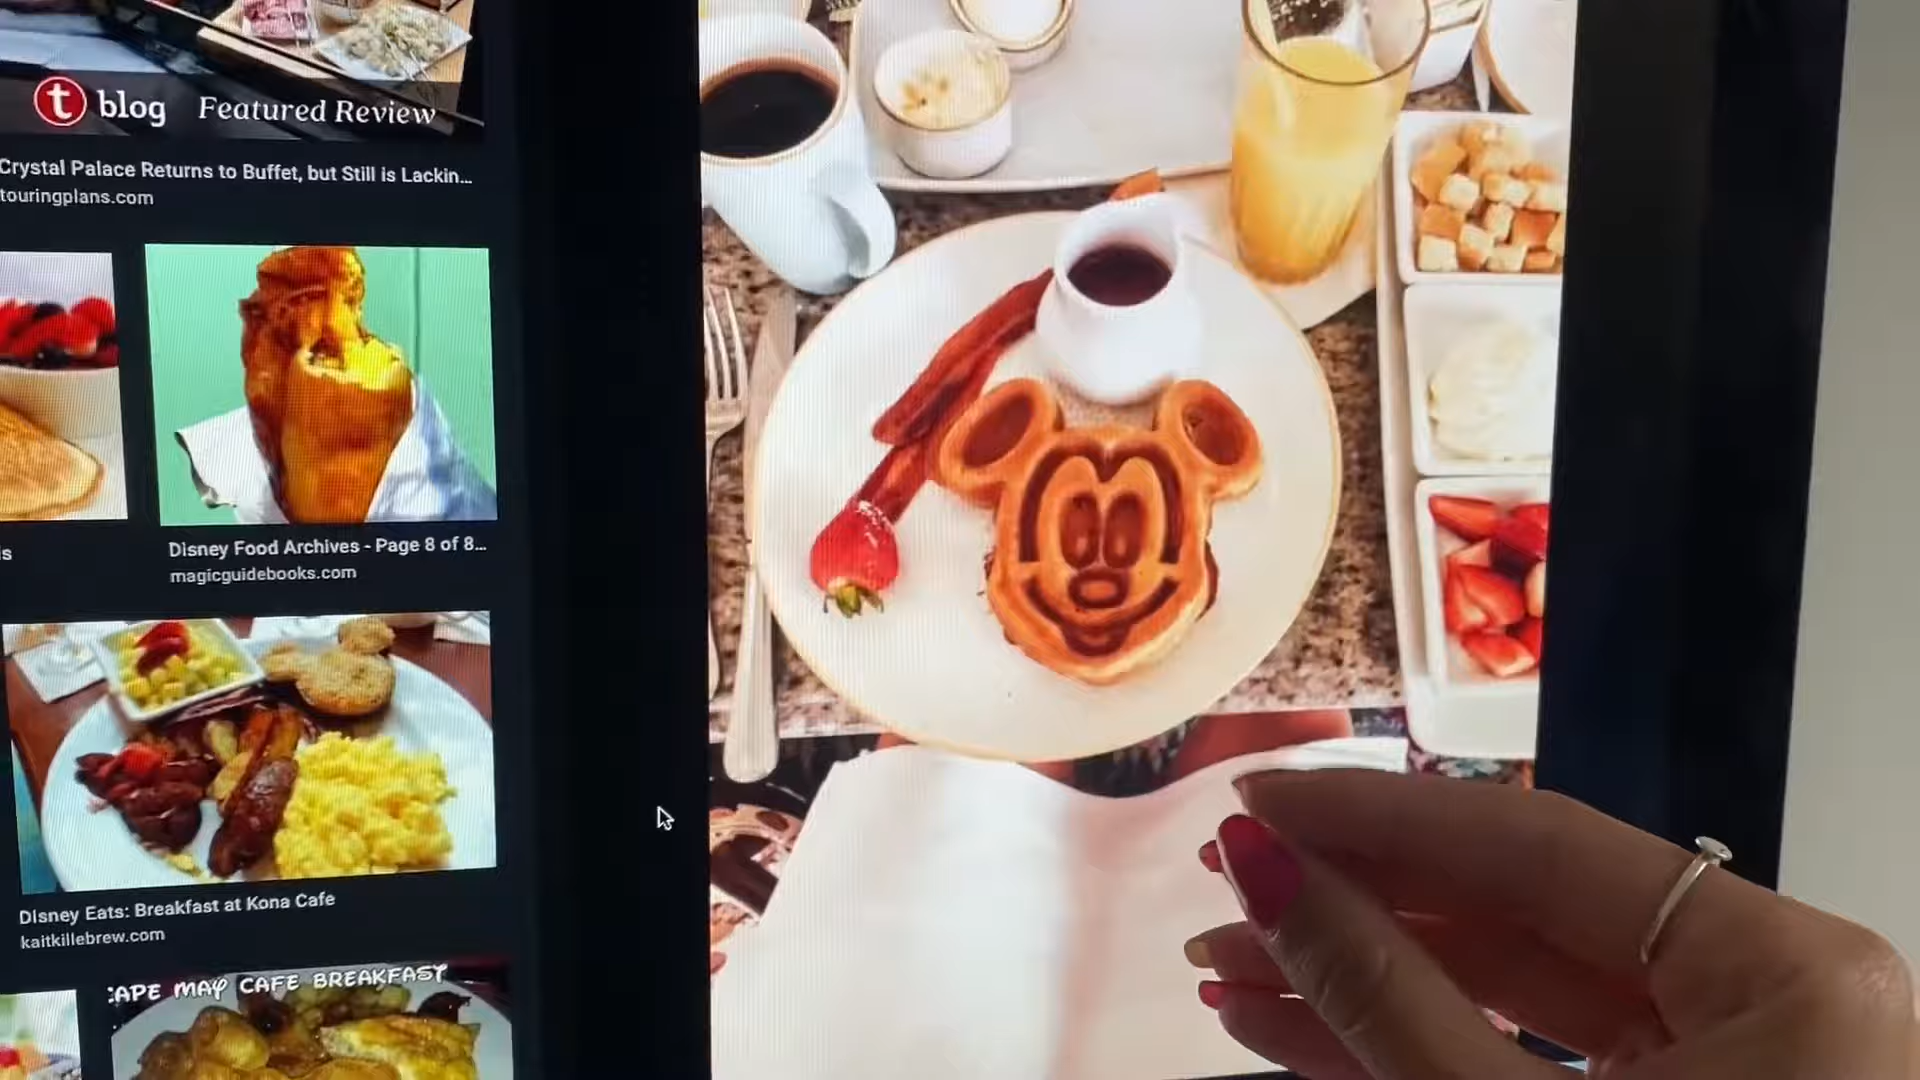 t blog Featured Review
Crystal Palace Returns to Buffet, but Still is Lackin...
touringplans.com
s
Disney Food Archives - Page 8 of 8...
magicguidebooks.com
Disney Eats: Breakfast at Kona Cafe
kaitkillebrew.com
APE MAY CAFE BREAKFAST